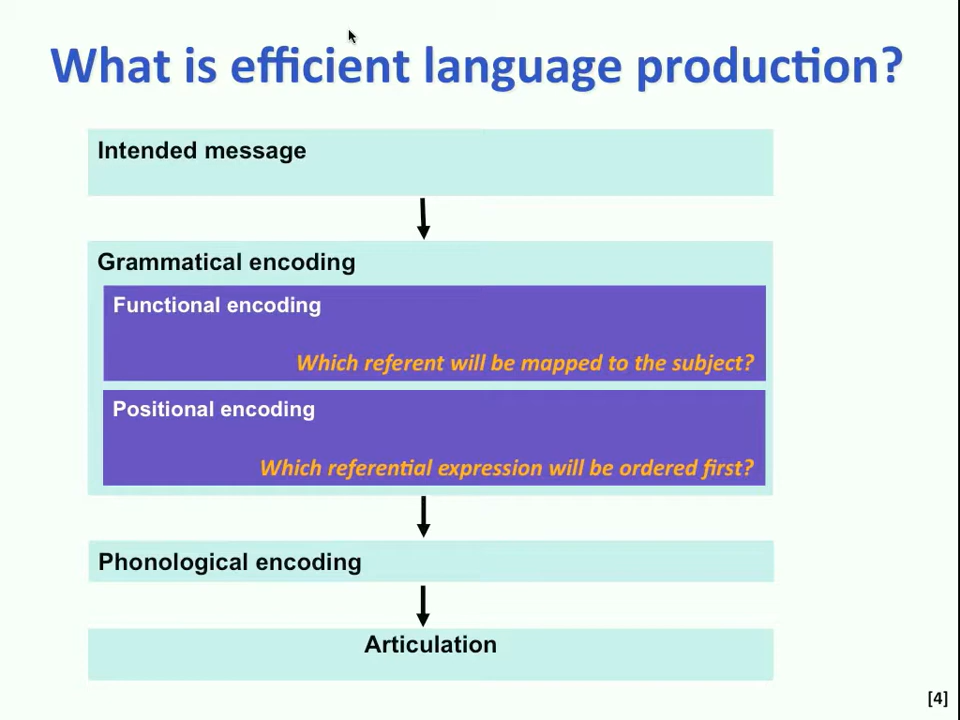 What is efficient language production?
Intended message
Grammatical encoding
Functional encoding
Which referent will be mapped to the subject?
Positional encoding
Which referential expression will be ordered first?
Phonological encoding
Articulation
[4]